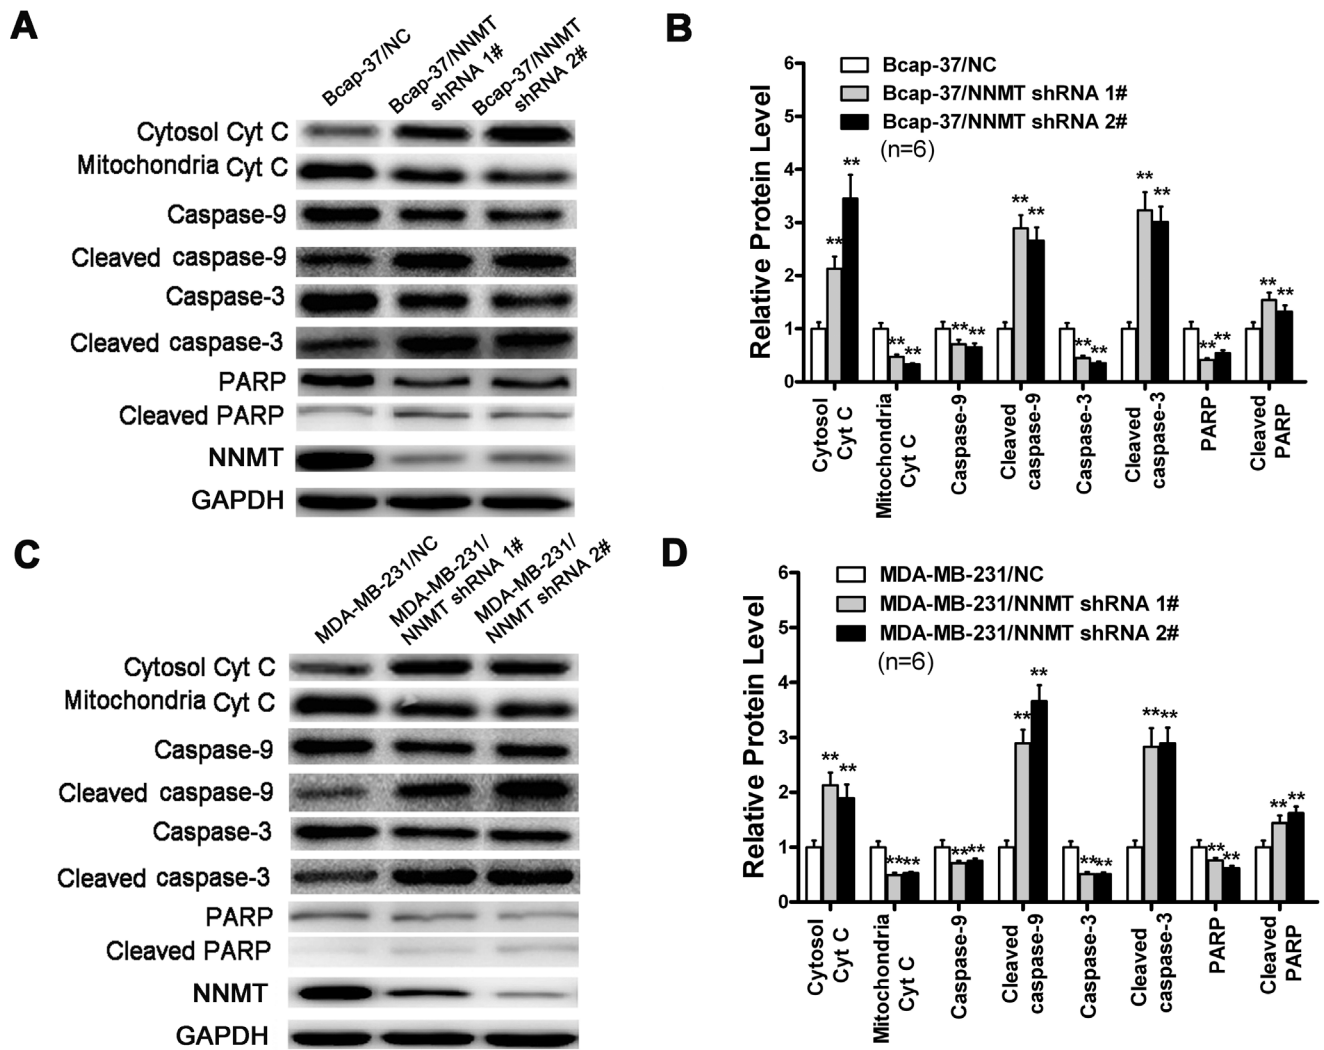 A
Bcap-37/NC
Bcap-37/NNMT
shRNA 1#
Bcap-37/NNMT
shRNA 2#
Cytosol Cyt C
Mitochondria Cyt C
Caspase-9
Cleaved caspase-9
Caspase-3
Cleaved caspase-3
PARP
Cleaved PARP
NNMT
GAPDH
B
Relative Protein Level
6
5
4
3
2
1
0
Bcap-37/NC
Bcap-37/NNMT shRNA 1#
Bcap-37/NNMT shRNA 2#
(n=6)
** **
** **
** **
** **
** **
** **
** **
** **
Cytosol
Cyt C
Mitochondria
Cyt C
Caspase-9
Cleaved
caspase-9
Caspase-3
Cleaved
caspase-3
PARP
Cleaved
PARP
C
MDA-MB-231/NC
MDA-MB-231/
NNMT shRNA 1#
MDA-MB-231/
NNMT shRNA 2#
Cytosol Cyt C
Mitochondria Cyt C
Caspase-9
Cleaved caspase-9
Caspase-3
Cleaved caspase-3
PARP
Cleaved PARP
NNMT
GAPDH
D
Relative Protein Level
6
5
4
3
2
1
0
MDA-MB-231/NC
MDA-MB-231/NNMT shRNA 1#
MDA-MB-231/NNMT shRNA 2#
(n=6)
** **
** **
** **
** **
** **
** **
** **
** **
Cytosol
Cyt C
Mitochondria
Cyt C
Caspase-9
Cleaved
caspase-9
Caspase-3
Cleaved
caspase-3
PARP
Cleaved
PARP